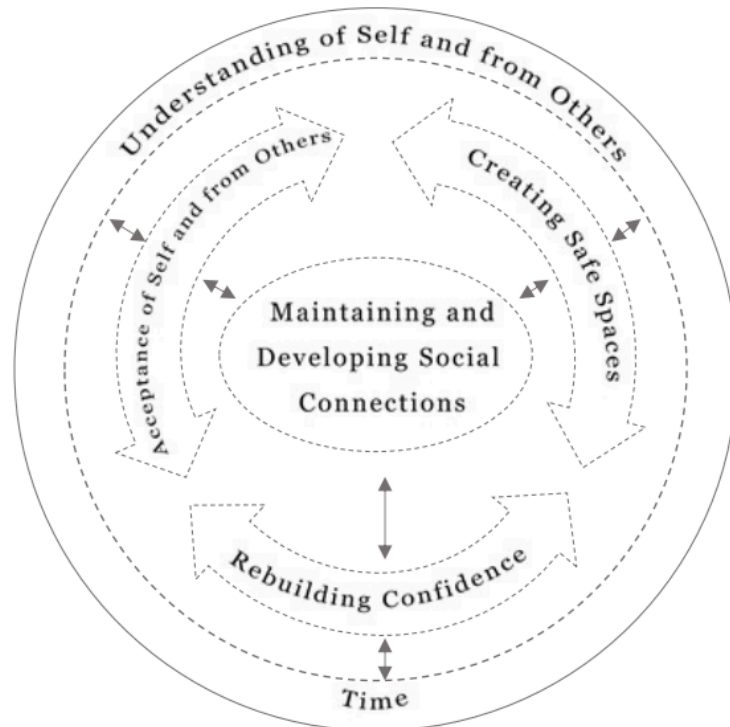 Understanding of Self and from Others
Acceptance of Self and from Others
Creating Safe Spaces
Maintaining and
Developing Social
Connections
Rebuilding Confidence
Time